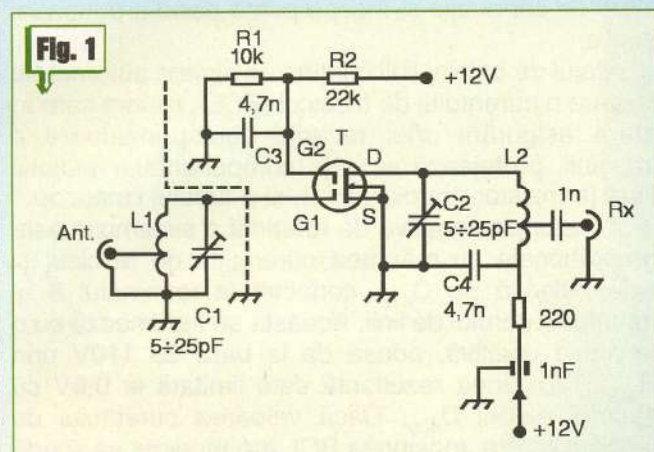 Fig. 1
R1
10k
R2
22k
+12V
4,7n
C3
G2
T
D
L2
1n
Rx
G1
S
C2
5÷25pF
L1
Ant.
C4
4,7n
C1
5÷25pF
220
1nF
+12V